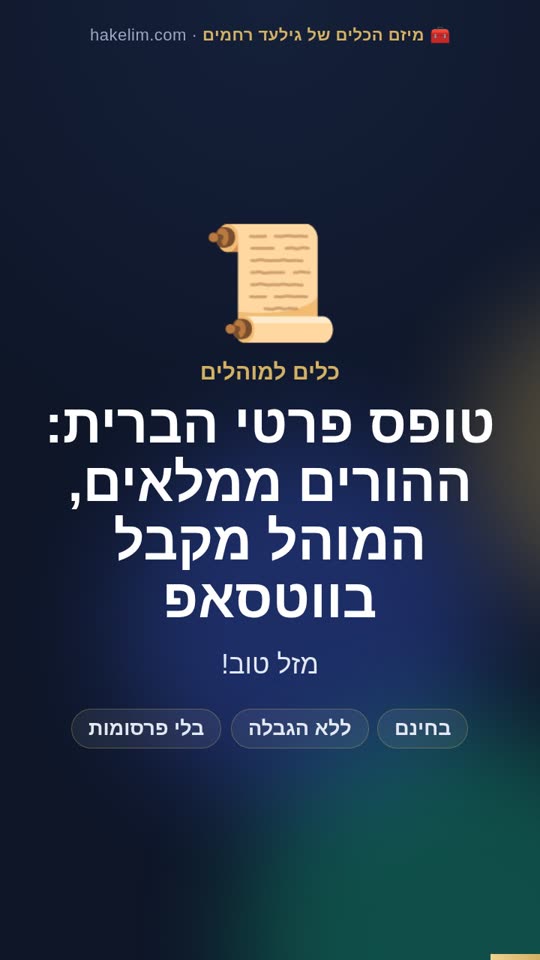 🧰 מיזם הכלים של גילעד רחמים · hakelim.com
כלים למוהלים
טופס פרטי הברית:
ההורים ממלאים,
המוהל מקבל
בווטסאפ
מזל טוב!
בחינם
ללא הגבלה
בלי פרסומות